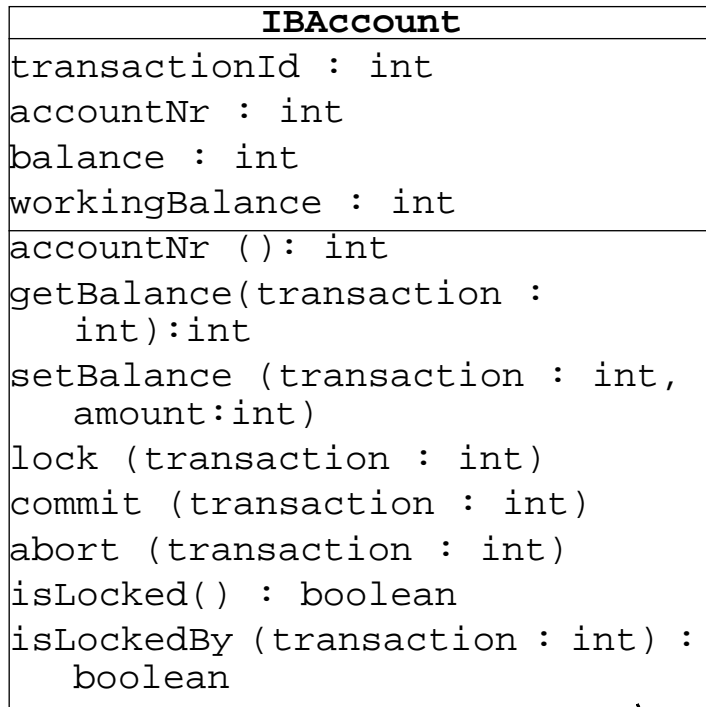 IBAccount
transactionId : int
accountNr : int
balance : int
workingBalance : int
accountNr (): int
getBalance(transaction :
int):int
setBalance (transaction : int,
amount:int)
lock (transaction : int)
commit (transaction : int)
abort (transaction : int)
isLocked() : boolean
isLockedBy (transaction : int) :
boolean